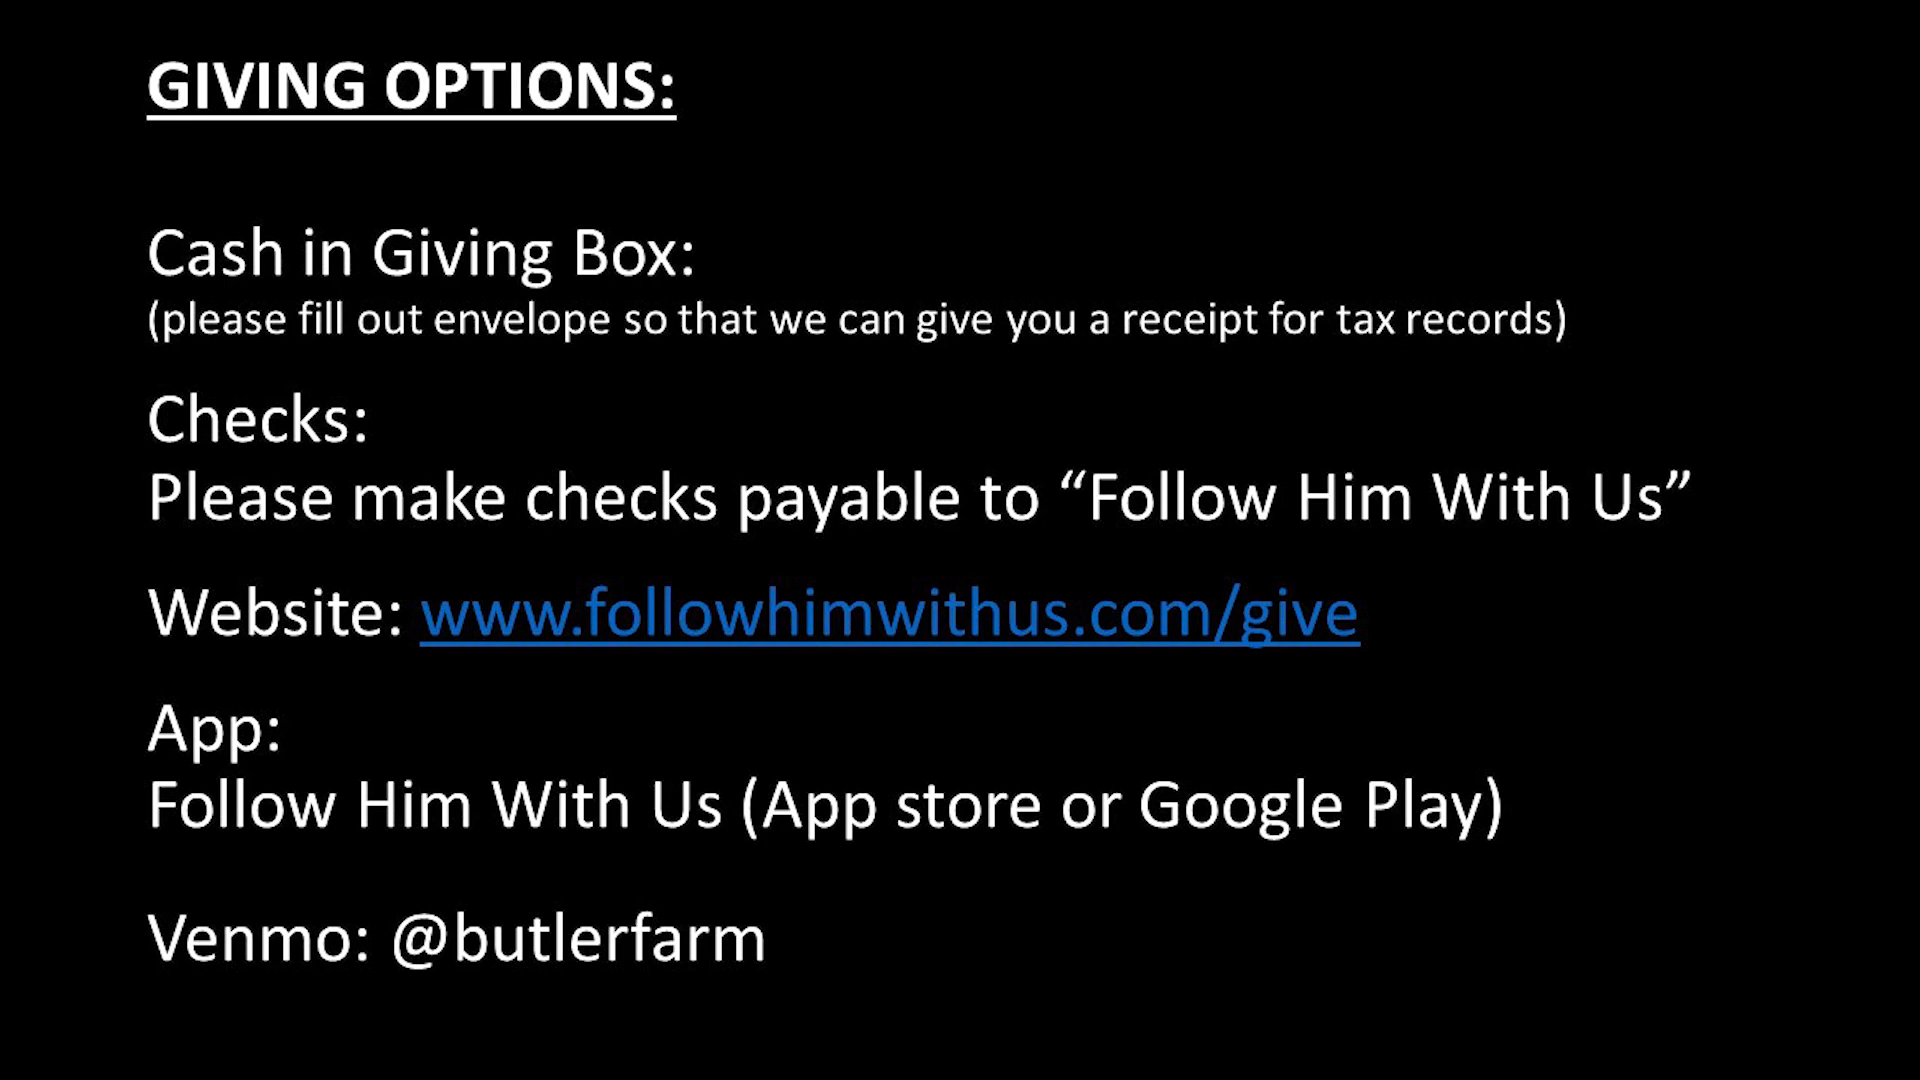 GIVING OPTIONS:
Cash in Giving Box:
(please fill out envelope so that we can give you a receipt for tax records)
Checks:
Please make checks payable to “Follow Him With Us”
Website: www.followhimwithus.com/give
App:
Follow Him With Us (App store or Google Play)
Venmo: @butlerfarm